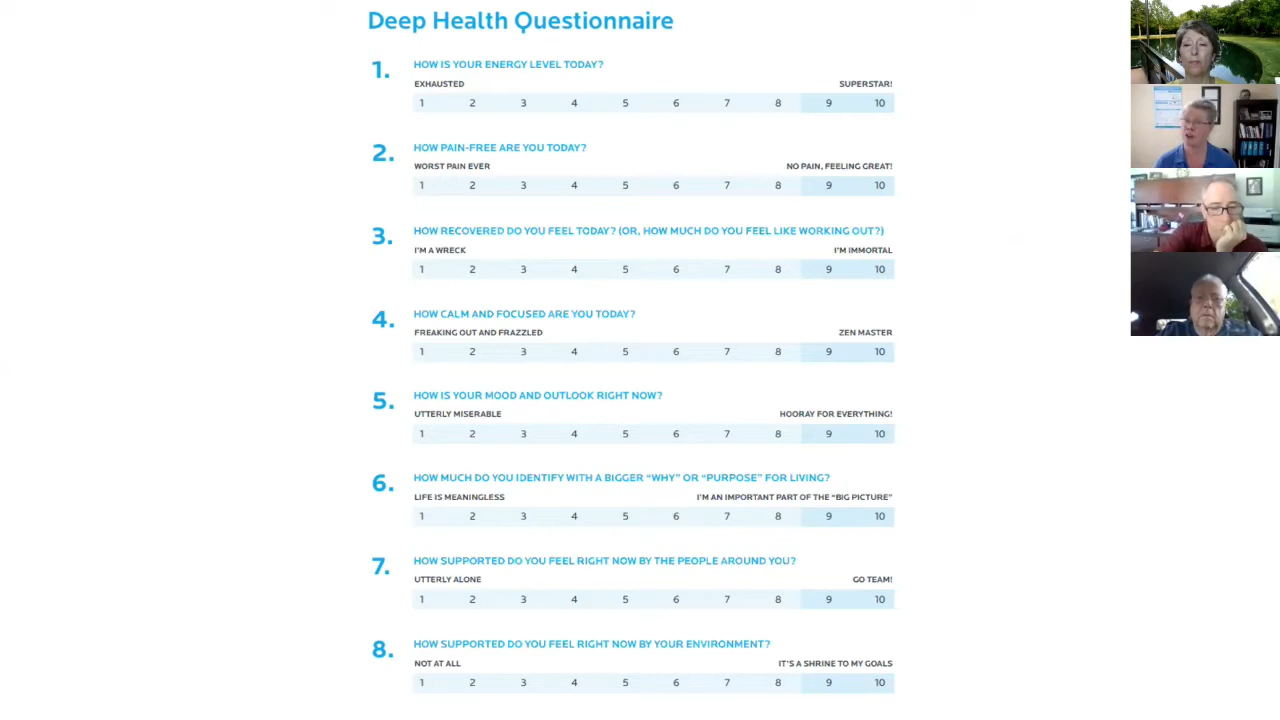 Deep Health Questionnaire
1.
HOW IS YOUR ENERGY LEVEL TODAY?
EXHAUSTED SUPERSTAR!
1 2 3 4 5 6 7 8 9 10
2.
HOW PAIN-FREE ARE YOU TODAY?
WORST PAIN EVER NO PAIN, FEELING GREAT!
1 2 3 4 5 6 7 8 9 10
3.
HOW RECOVERED DO YOU FEEL TODAY? (OR, HOW MUCH DO YOU FEEL LIKE WORKING OUT?)
I'M A WRECK I'M IMMORTAL
1 2 3 4 5 6 7 8 9 10
4.
HOW CALM AND FOCUSED ARE YOU TODAY?
FREAKING OUT AND FRAZZLED ZEN MASTER
1 2 3 4 5 6 7 8 9 10
5.
HOW IS YOUR MOOD AND OUTLOOK RIGHT NOW?
UTTERLY MISERABLE HOORAY FOR EVERYTHING!
1 2 3 4 5 6 7 8 9 10
6.
HOW MUCH DO YOU IDENTIFY WITH A BIGGER “WHY” OR “PURPOSE” FOR LIVING?
LIFE IS MEANINGLESS I'M AN IMPORTANT PART OF THE “BIG PICTURE”
1 2 3 4 5 6 7 8 9 10
7.
HOW SUPPORTED DO YOU FEEL RIGHT NOW BY THE PEOPLE AROUND YOU?
UTTERLY ALONE GO TEAM!
1 2 3 4 5 6 7 8 9 10
8.
HOW SUPPORTED DO YOU FEEL RIGHT NOW BY YOUR ENVIRONMENT?
NOT AT ALL IT'S A SHRINE TO MY GOALS
1 2 3 4 5 6 7 8 9 10